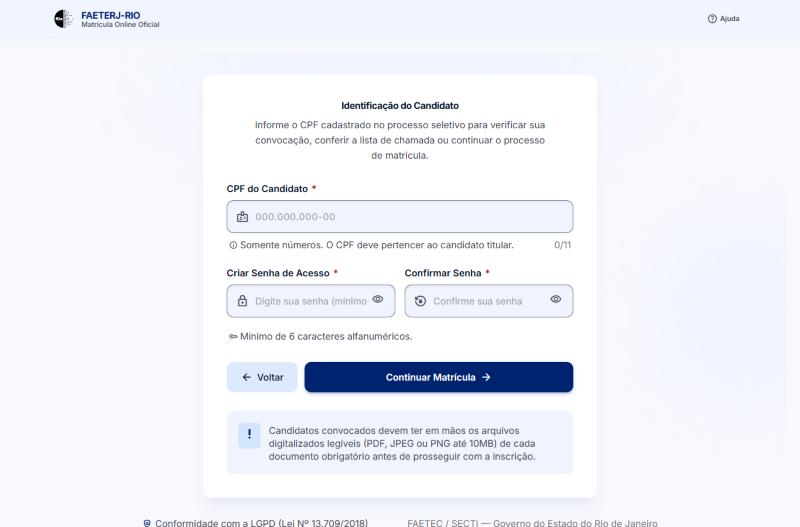 Rio
FAETERJ-RIO
Matrícula Online Oficial
Ajuda
Identificação do Candidato
Informe o CPF cadastrado no processo seletivo para verificar sua
convocação, conferir a lista de chamada ou continuar o processo
de matrícula.
CPF do Candidato *
000.000.000-00
Somente números. O CPF deve pertencer ao candidato titular.
0/11
Criar Senha de Acesso *
Confirmar Senha *
Digite sua senha (mínimo
Confirme sua senha
Mínimo de 6 caracteres alfanuméricos.
← Voltar
Continuar Matrícula →
!
Candidatos convocados devem ter em mãos os arquivos
digitalizados legíveis (PDF, JPEG ou PNG até 10MB) de cada
documento obrigatório antes de prosseguir com a inscrição.
Conformidade com a LGPD (Lei Nº 13.709/2018)
FAETEC / SECTI — Governo do Estado do Rio de Janeiro